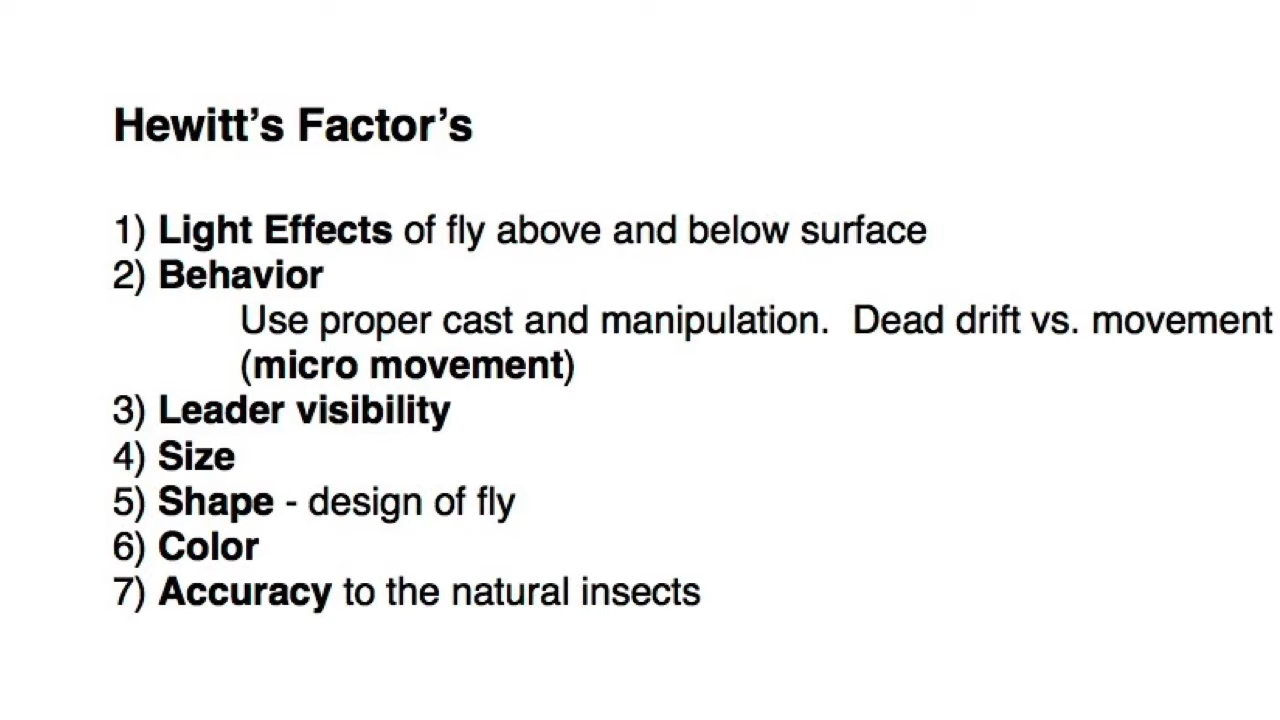 Hewitt’s Factor’s
1) Light Effects of fly above and below surface
2) Behavior
Use proper cast and manipulation.  Dead drift vs. movement
(micro movement)
3) Leader visibility
4) Size
5) Shape - design of fly
6) Color
7) Accuracy to the natural insects